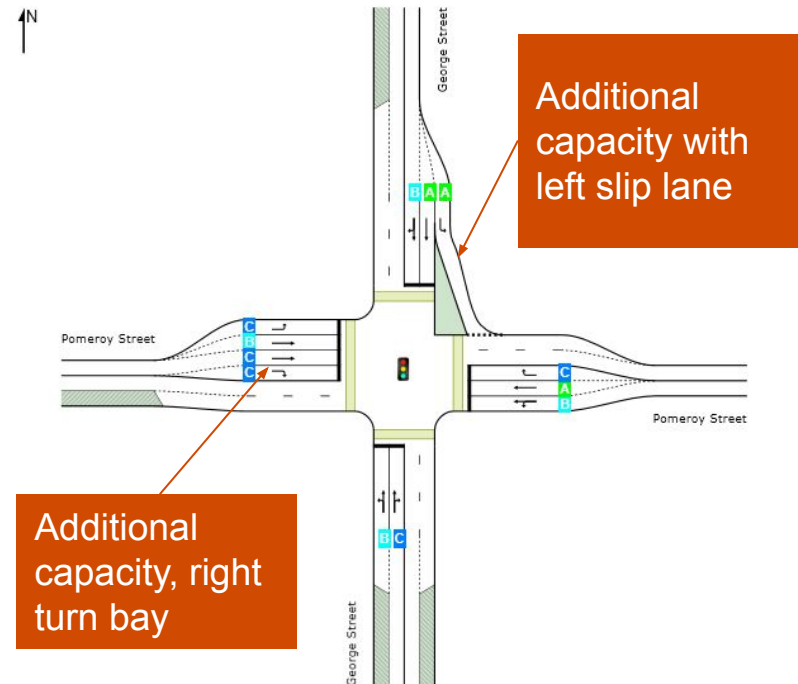 N
George Street
Additional
capacity with
left slip lane
B A A
Pomeroy Street
C
B
C
C
C
A
B
Pomeroy Street
Additional
capacity, right
turn bay
B C
George Street